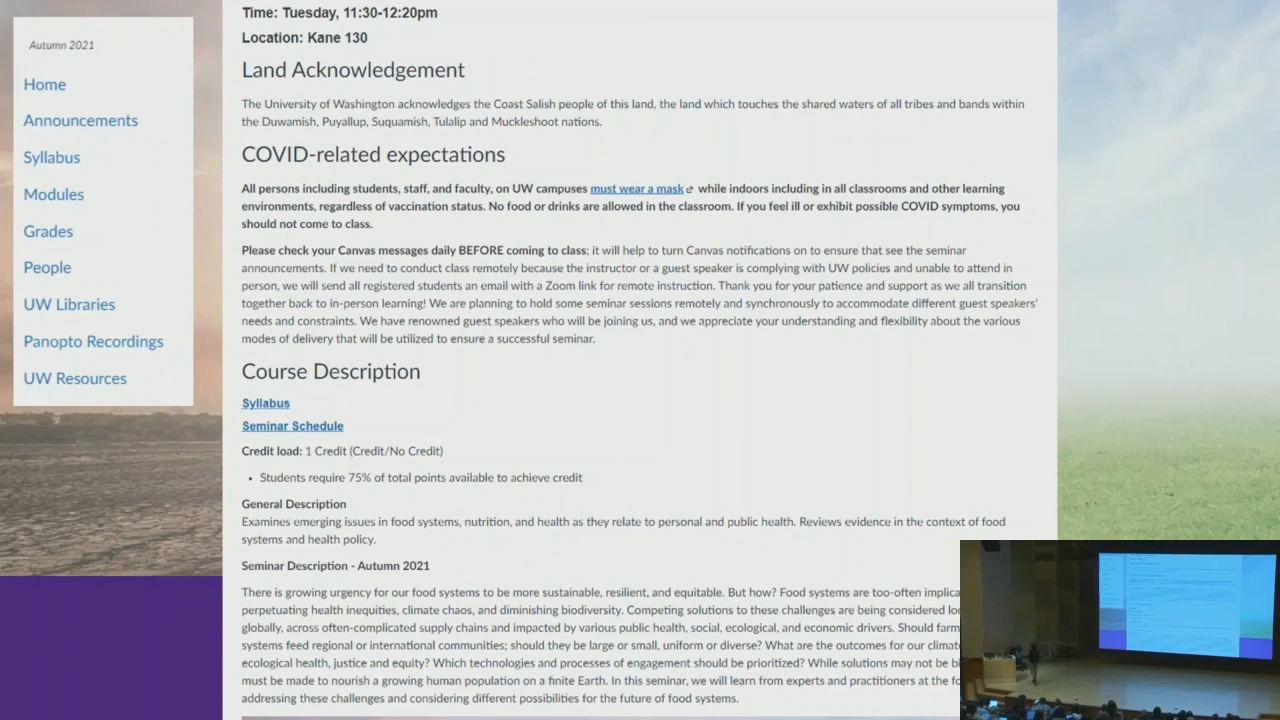 Autumn 2021
Home
Announcements
Syllabus
Modules
Grades
People
UW Libraries
Panopto Recordings
UW Resources
Time: Tuesday, 11:30-12:20pm
Location: Kane 130
Land Acknowledgement
The University of Washington acknowledges the Coast Salish people of this land, the land which touches the shared waters of all tribes and bands within
the Duwamish, Puyallup, Suquamish, Tulalip and Muckleshoot nations.
COVID-related expectations
All persons including students, staff, and faculty, on UW campuses must wear a mask while indoors including in all classrooms and other learning
environments, regardless of vaccination status. No food or drinks are allowed in the classroom. If you feel ill or exhibit possible COVID symptoms, you
should not come to class.
Please check your Canvas messages daily BEFORE coming to class; it will help to turn Canvas notifications on to ensure that see the seminar
announcements. If we need to conduct class remotely because the instructor or a guest speaker is complying with UW policies and unable to attend in
person, we will send all registered students an email with a Zoom link for remote instruction. Thank you for your patience and support as we all transition
together back to in-person learning! We are planning to hold some seminar sessions remotely and synchronously to accommodate different guest speakers'
needs and constraints. We have renowned guest speakers who will be joining us, and we appreciate your understanding and flexibility about the various
modes of delivery that will be utilized to ensure a successful seminar.
Course Description
Syllabus
Seminar Schedule
Credit load: 1 Credit (Credit/No Credit)
• Students require 75% of total points available to achieve credit
General Description
Examines emerging issues in food systems, nutrition, and health as they relate to personal and public health. Reviews evidence in the context of food
systems and health policy.
Seminar Description - Autumn 2021
There is growing urgency for our food systems to be more sustainable, resilient, and equitable. But how? Food systems are too-often implica
perpetuating health inequities, climate chaos, and diminishing biodiversity. Competing solutions to these challenges are being considered loc
globally, across often-complicated supply chains and impacted by various public health, social, ecological, and economic drivers. Should farm
systems feed regional or international communities; should they be large or small, uniform or diverse? What are the outcomes for our climat
ecological health, justice and equity? Which technologies and processes of engagement should be prioritized? While solutions may not be bi
must be made to nourish a growing human population on a finite Earth. In this seminar, we will learn from experts and practitioners at the fo
addressing these challenges and considering different possibilities for the future of food systems.